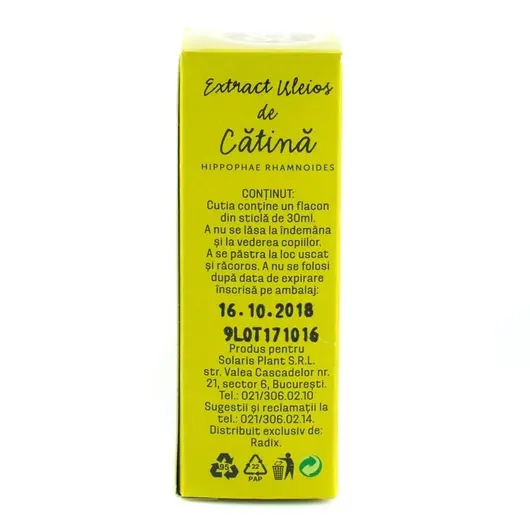 Extract Uleios
de
Cătină
HIPPOPHAE RHAMNOIDES
CONȚINUT:
Cutia conține un flacon
din sticlă de 30ml.
A nu se lăsa la îndemâna
și la vederea copiilor.
A se păstra la loc uscat
și răcoros. A nu se folosi
după data de expirare
înscrisă pe ambalaj:
16.10.2018
9LOT171016
Produs pentru
Solaris Plant S.R.L.
str. Valea Cascadelor nr.
21, sector 6, București.
Tel.: 021/306.02.10
Sugestii și reclamații la
tel.: 021/306.02.14.
Distribuit exclusiv de:
Radix.
95
22
PAP